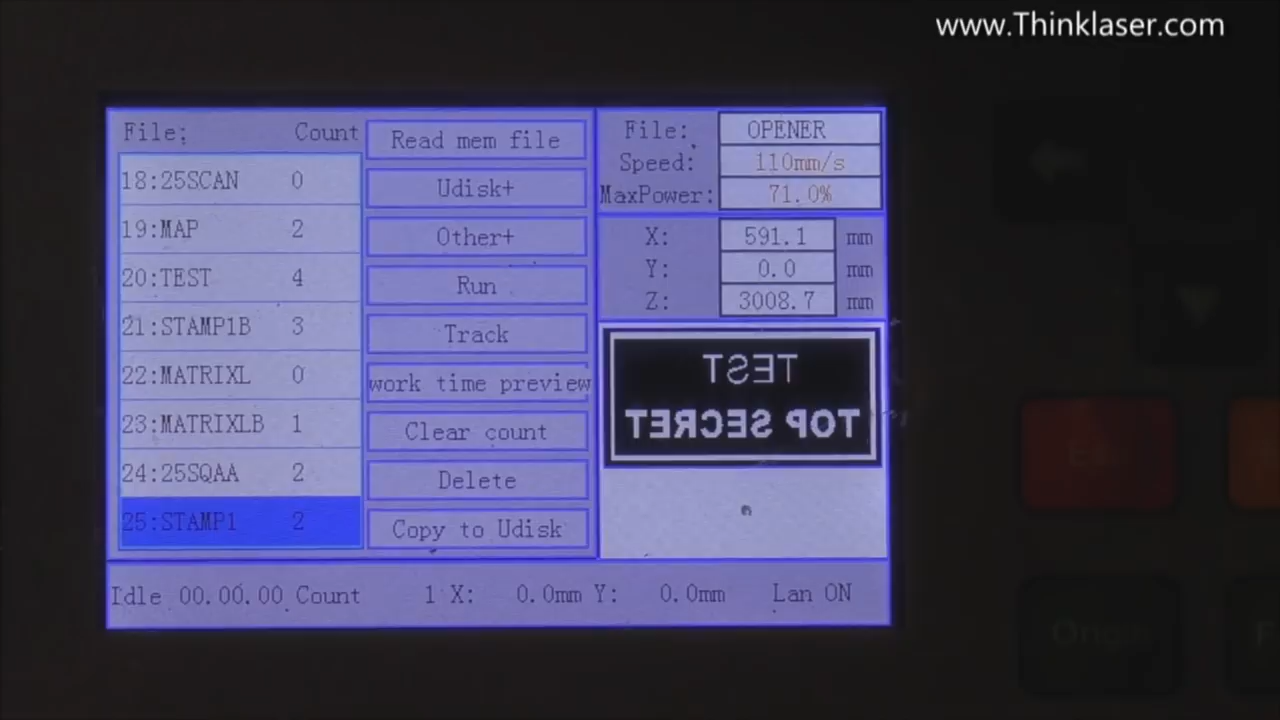 www.Thinklaser.com
File: Count
18:25SCAN 0
19:MAP 2
20:TEST 4
21:STAMP1B 3
22:MATRIXL 0
23:MATRIXLB 1
24:25SQAA 2
25:STAMP1 2
Read mem file
Udisk+
Other+
Run
Track
work time preview
Clear count
Delete
Copy to Udisk
File: OPENER
Speed: 110mm/s
MaxPower: 71.0%
X: 591.1 mm
Y: 0.0 mm
Z: 3008.7 mm
TEST
TOP SECRET
Idle 00.00.00 Count 1 X: 0.0mm Y: 0.0mm Lan ON
Esc